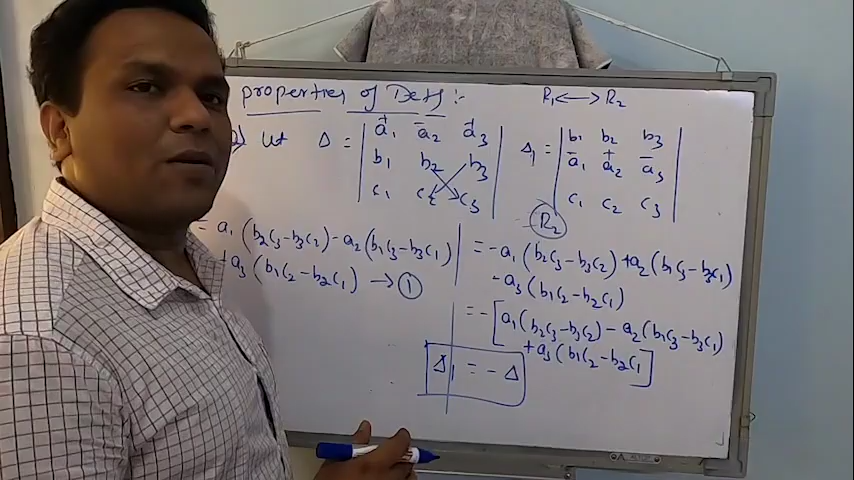 properties of Dets :-
R₁ ↔ R₂
2) Let Δ = | a₁ a₂ a₃ |
| b₁ b₂ b₃ |
| c₁ c₂ c₃ |
Δ₁ = | b₁ b₂ b₃ |
| a₁ a₂ a₃ |
| c₁ c₂ c₃ |
R₂
= a₁ (b₂c₃ - b₃c₂) - a₂ (b₁c₃ - b₃c₁)
+ a₃ (b₁c₂ - b₂c₁) → ①
= -a₁ (b₂c₃ - b₃c₂) + a₂ (b₁c₃ - b₃c₁)
- a₃ (b₁c₂ - b₂c₁)
= - [ a₁ (b₂c₃ - b₃c₂) - a₂ (b₁c₃ - b₃c₁)
+ a₃ (b₁c₂ - b₂c₁ ]
Δ₁ = - Δ